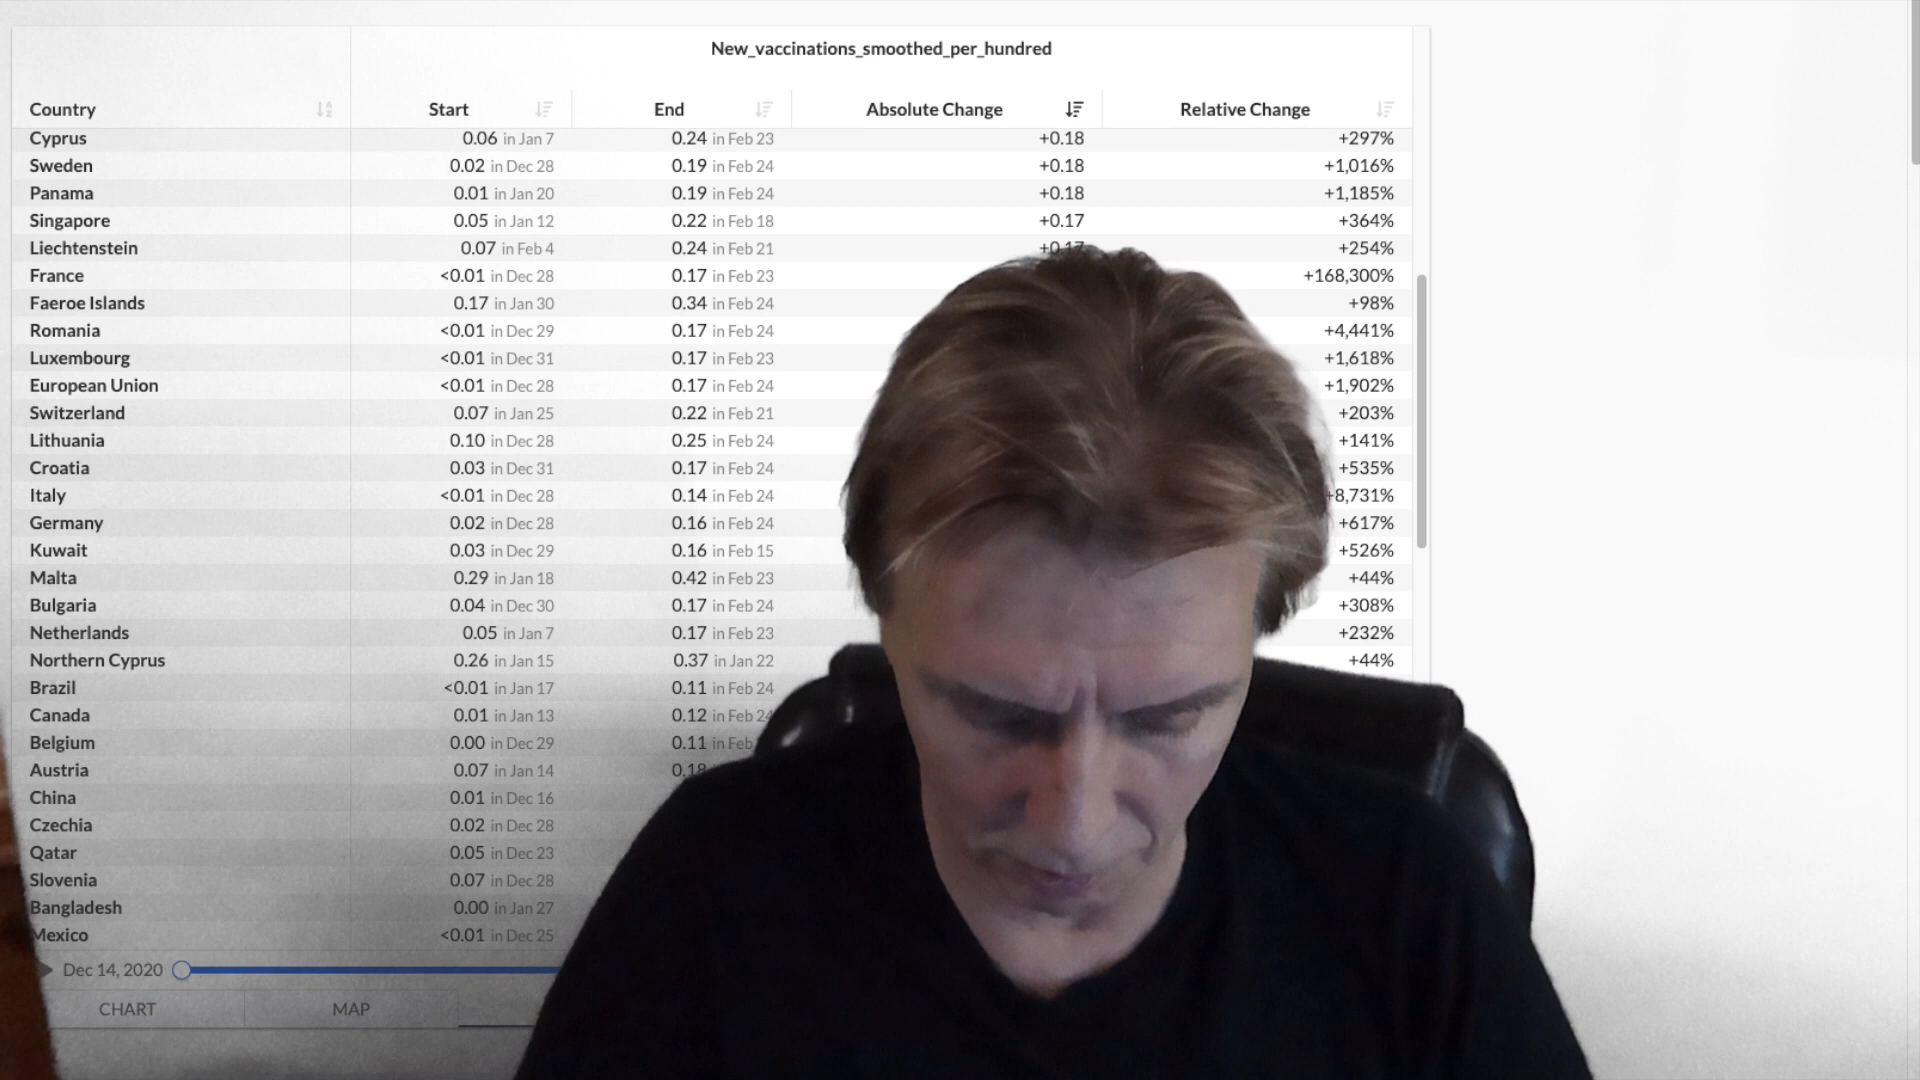 New_vaccinations_smoothed_per_hundred
Country Start End Absolute Change Relative Change
Cyprus 0.06 in Jan 7 0.24 in Feb 23 +0.18 +297%
Sweden 0.02 in Dec 28 0.19 in Feb 24 +0.18 +1,016%
Panama 0.01 in Jan 20 0.19 in Feb 24 +0.18 +1,185%
Singapore 0.05 in Jan 12 0.22 in Feb 18 +0.17 +364%
Liechtenstein 0.07 in Feb 4 0.24 in Feb 21 +0.17 +254%
France <0.01 in Dec 28 0.17 in Feb 23 +168,300%
Faeroe Islands 0.17 in Jan 30 0.34 in Feb 24 +98%
Romania <0.01 in Dec 29 0.17 in Feb 24 +4,441%
Luxembourg <0.01 in Dec 31 0.17 in Feb 23 +1,618%
European Union <0.01 in Dec 28 0.17 in Feb 24 +1,902%
Switzerland 0.07 in Jan 25 0.22 in Feb 21 +203%
Lithuania 0.10 in Dec 28 0.25 in Feb 24 +141%
Croatia 0.03 in Dec 31 0.17 in Feb 24 +535%
Italy <0.01 in Dec 28 0.14 in Feb 24 +8,731%
Germany 0.02 in Dec 28 0.16 in Feb 24 +617%
Kuwait 0.03 in Dec 29 0.16 in Feb 15 +526%
Malta 0.29 in Jan 18 0.42 in Feb 23 +44%
Bulgaria 0.04 in Dec 30 0.17 in Feb 24 +308%
Netherlands 0.05 in Jan 7 0.17 in Feb 23 +232%
Northern Cyprus 0.26 in Jan 15 0.37 in Jan 22 +44%
Brazil <0.01 in Jan 17 0.11 in Feb 24
Canada 0.01 in Jan 13 0.12 in Feb 24
Belgium 0.00 in Dec 29 0.11 in Feb
Austria 0.07 in Jan 14 0.18
China 0.01 in Dec 16
Czechia 0.02 in Dec 28
Qatar 0.05 in Dec 23
Slovenia 0.07 in Dec 28
Bangladesh 0.00 in Jan 27
Mexico <0.01 in Dec 25
Dec 14, 2020
CHART MAP